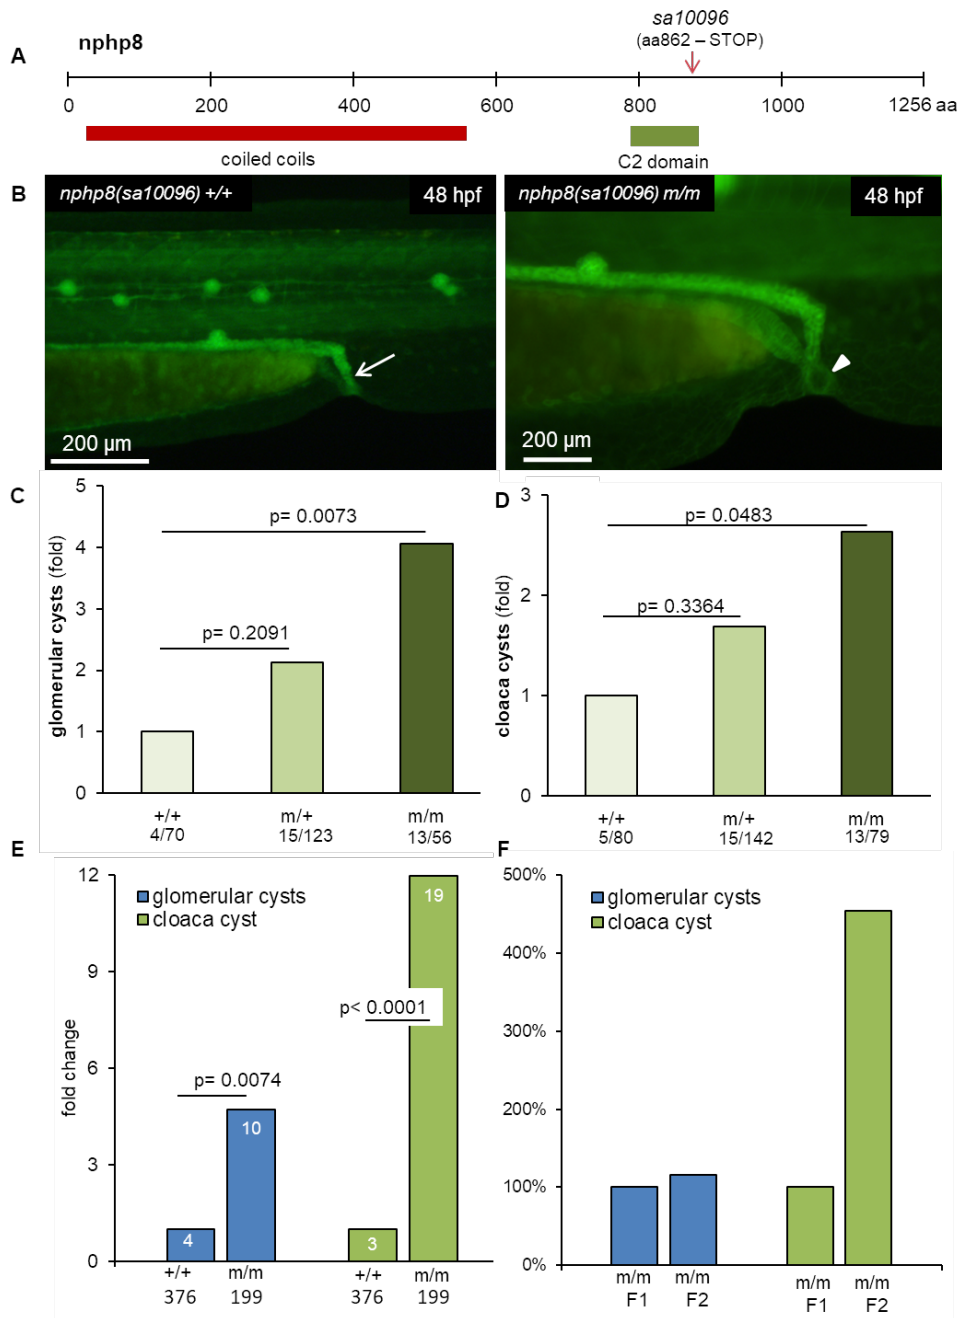 sa10096
(aa862 – STOP)
A
nphp8
0
200
400
600
800
1000
1256 aa
coiled coils
C2 domain
B
nphp8(sa10096) +/+
48 hpf
nphp8(sa10096) m/m
48 hpf
200 µm
200 µm
C
glomerular cysts (fold)
5
4
3
2
1
0
p= 0.0073
p= 0.2091
+/+
m/+
m/m
4/70
15/123
13/56
D
cloaca cysts (fold)
3
2
1
0
p= 0.0483
p= 0.3364
+/+
m/+
m/m
5/80
15/142
13/79
E
fold change
12
9
6
3
0
glomerular cysts
cloaca cyst
p= 0.0074
p< 0.0001
4
10
3
19
+/+
m/m
+/+
m/m
376
199
376
199
F
500%
400%
300%
200%
100%
0%
glomerular cysts
cloaca cyst
m/m
m/m
m/m
m/m
F1
F2
F1
F2